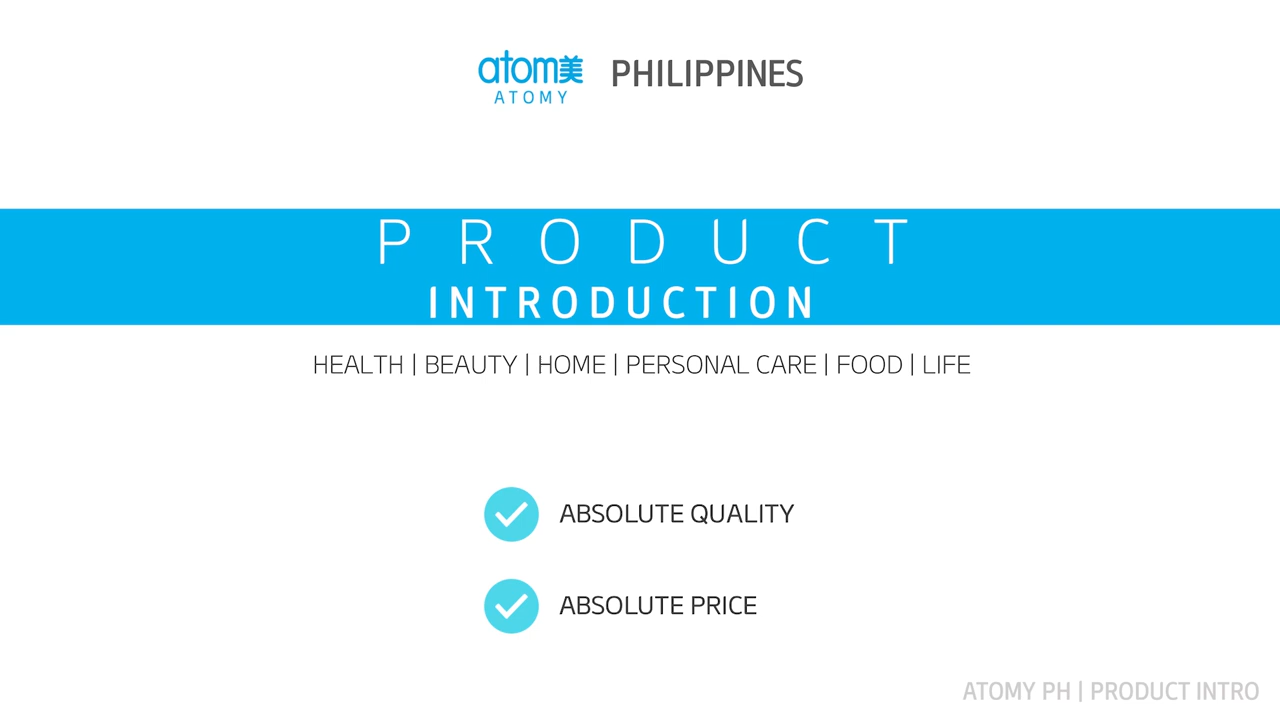 atom美 PHILIPPINES
ATOMY
PRODUCT
INTRODUCTION
HEALTH | BEAUTY | HOME | PERSONAL CARE | FOOD | LIFE
ABSOLUTE QUALITY
ABSOLUTE PRICE
ATOMY PH | PRODUCT INTRO